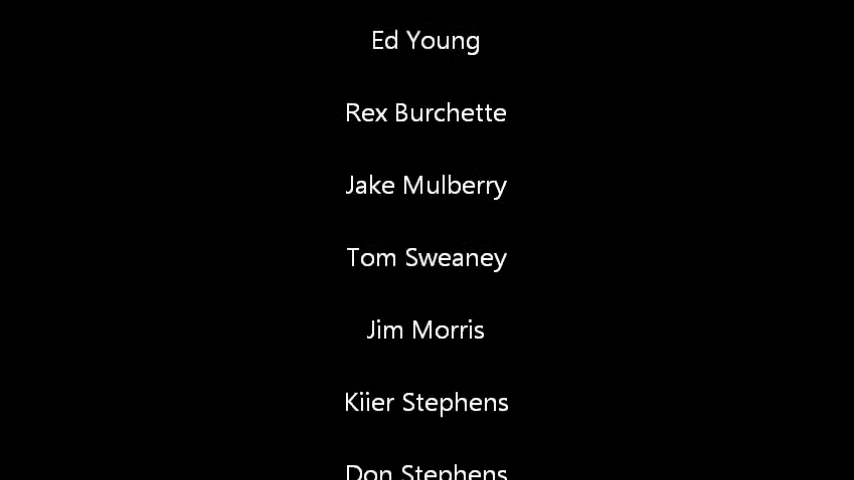 Ed Young
Rex Burchette
Jake Mulberry
Tom Sweaney
Jim Morris
Kiier Stephens
Don Stephens